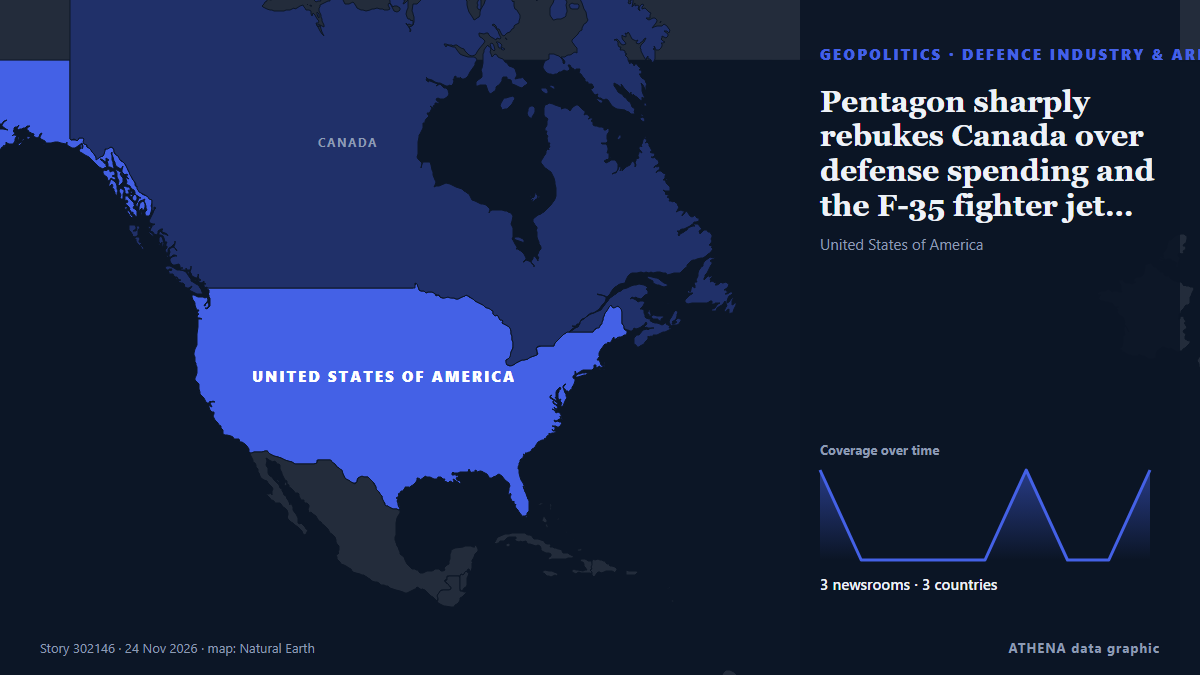 GEOPOLITICS · DEFENCE INDUSTRY &
Pentagon sharply
rebukes Canada over
defense spending and
the F-35 fighter jet...
United States of America
CANADA
UNITED STATES OF AMERICA
Coverage over time
3 newsrooms · 3 countries
Story 302146 · 24 Nov 2026 · map: Natural Earth
ATHENA data graphic